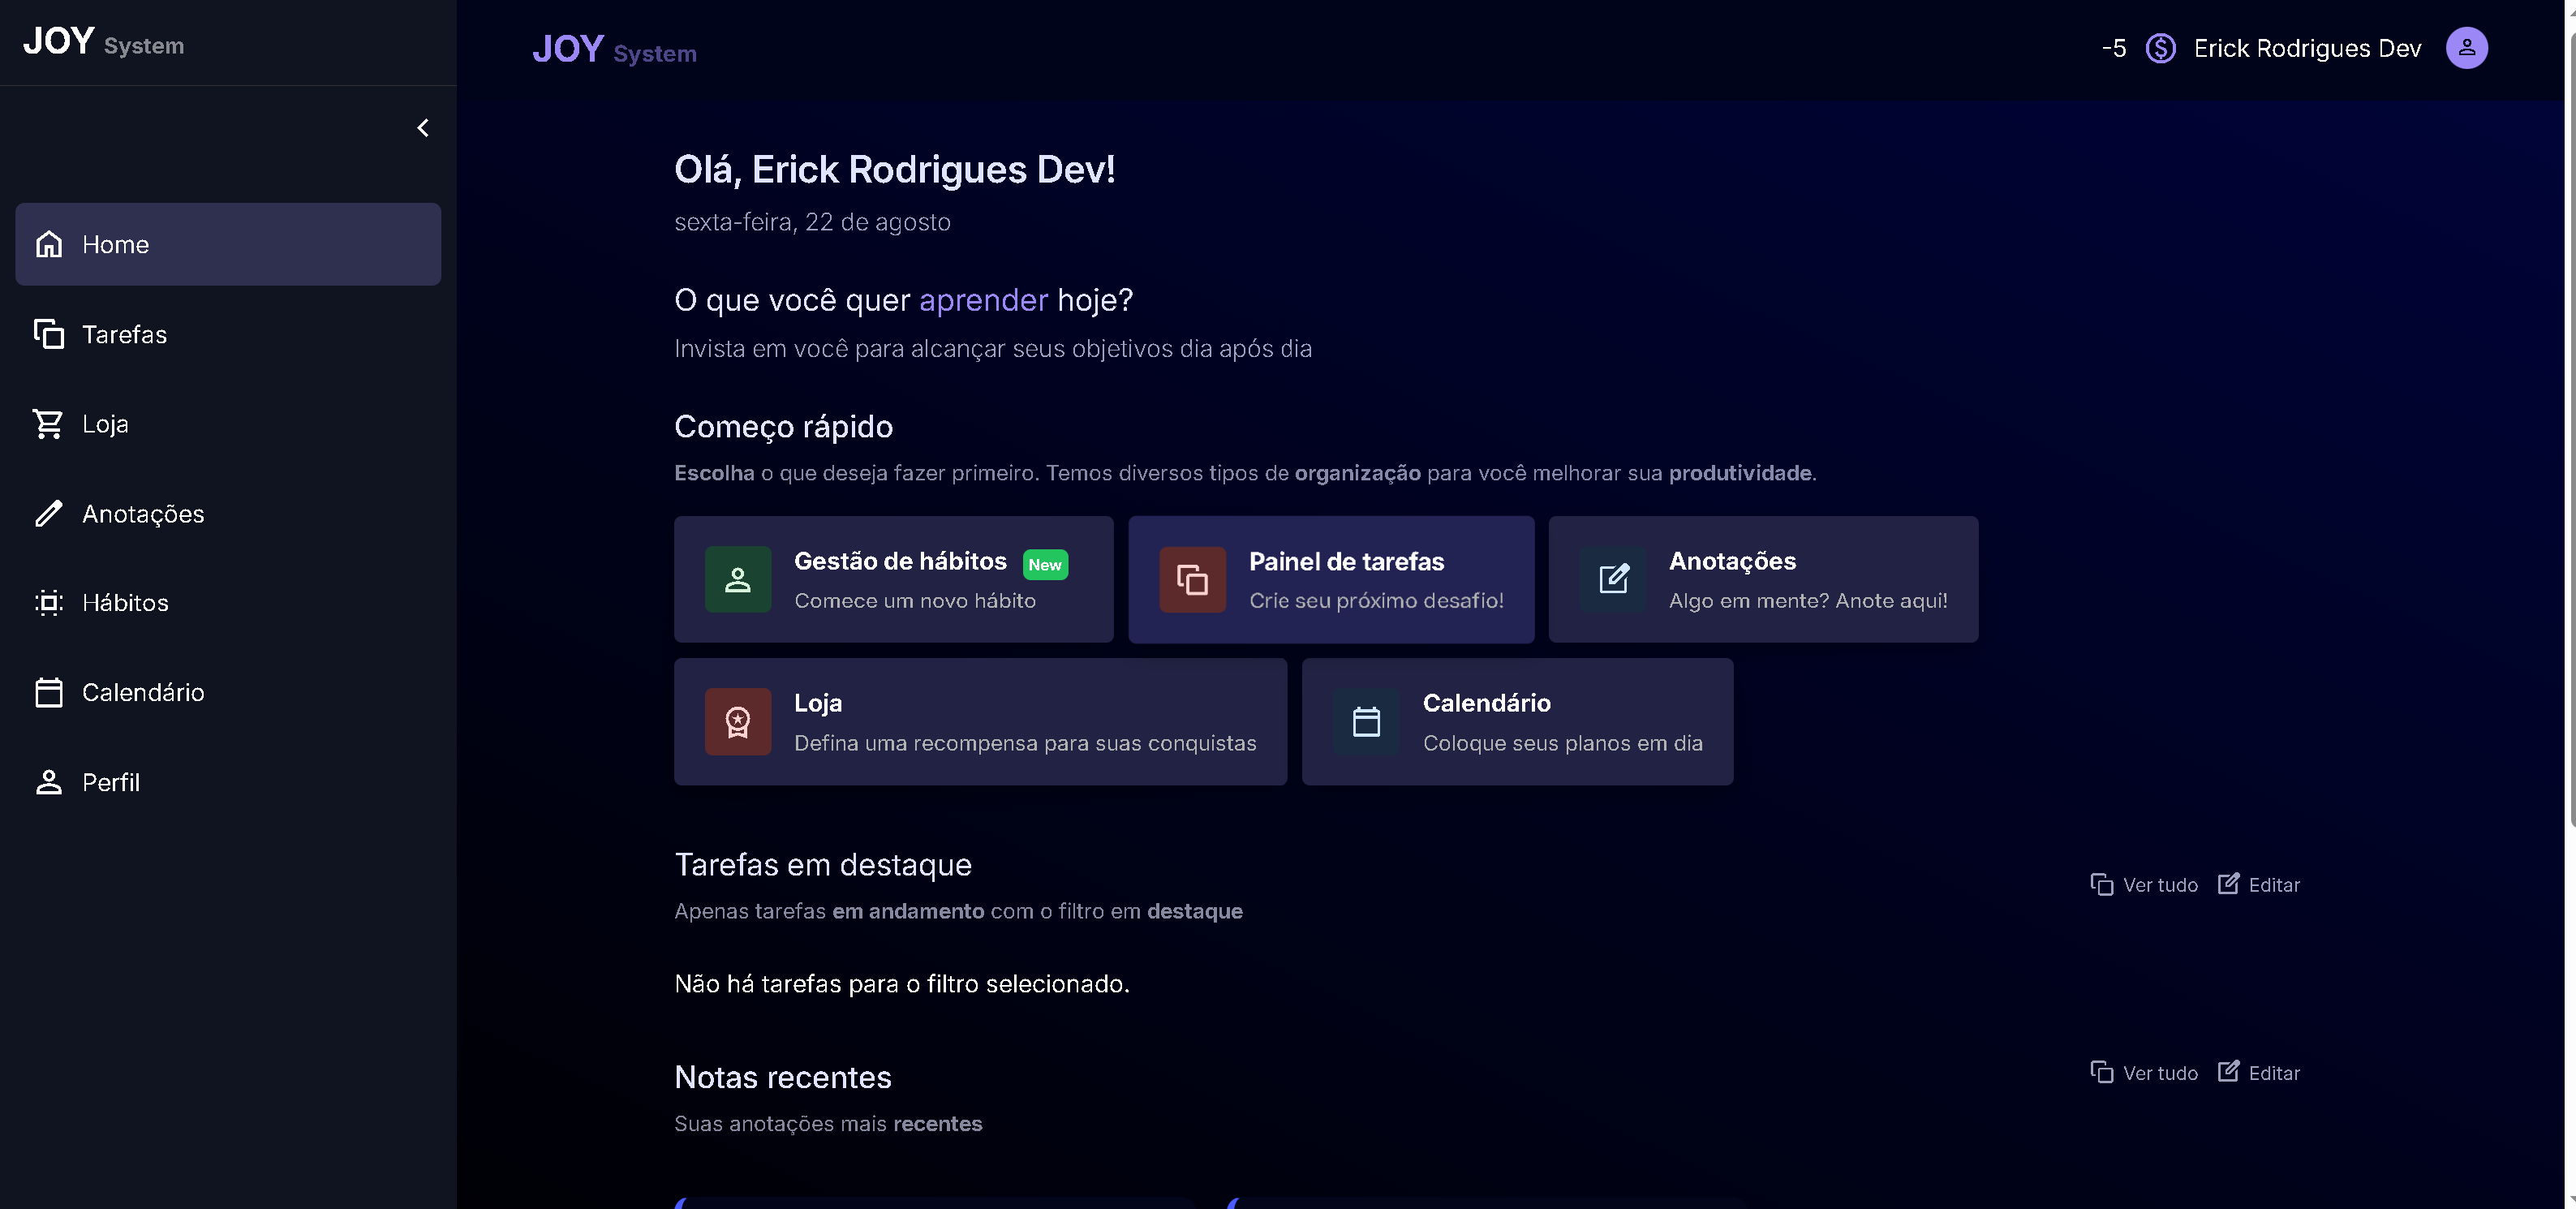 JOY System
Home
Tarefas
Loja
Anotações
Hábitos
Calendário
Perfil
JOY System
-5
Erick Rodrigues Dev
Olá, Erick Rodrigues Dev!
sexta-feira, 22 de agosto
O que você quer aprender hoje?
Invista em você para alcançar seus objetivos dia após dia
Começo rápido
Escolha o que deseja fazer primeiro. Temos diversos tipos de organização para você melhorar sua produtividade.
Gestão de hábitos New
Comece um novo hábito
Painel de tarefas
Crie seu próximo desafio!
Anotações
Algo em mente? Anote aqui!
Loja
Defina uma recompensa para suas conquistas
Calendário
Coloque seus planos em dia
Tarefas em destaque
Ver tudo Editar
Apenas tarefas em andamento com o filtro em destaque
Não há tarefas para o filtro selecionado.
Notas recentes
Ver tudo Editar
Suas anotações mais recentes